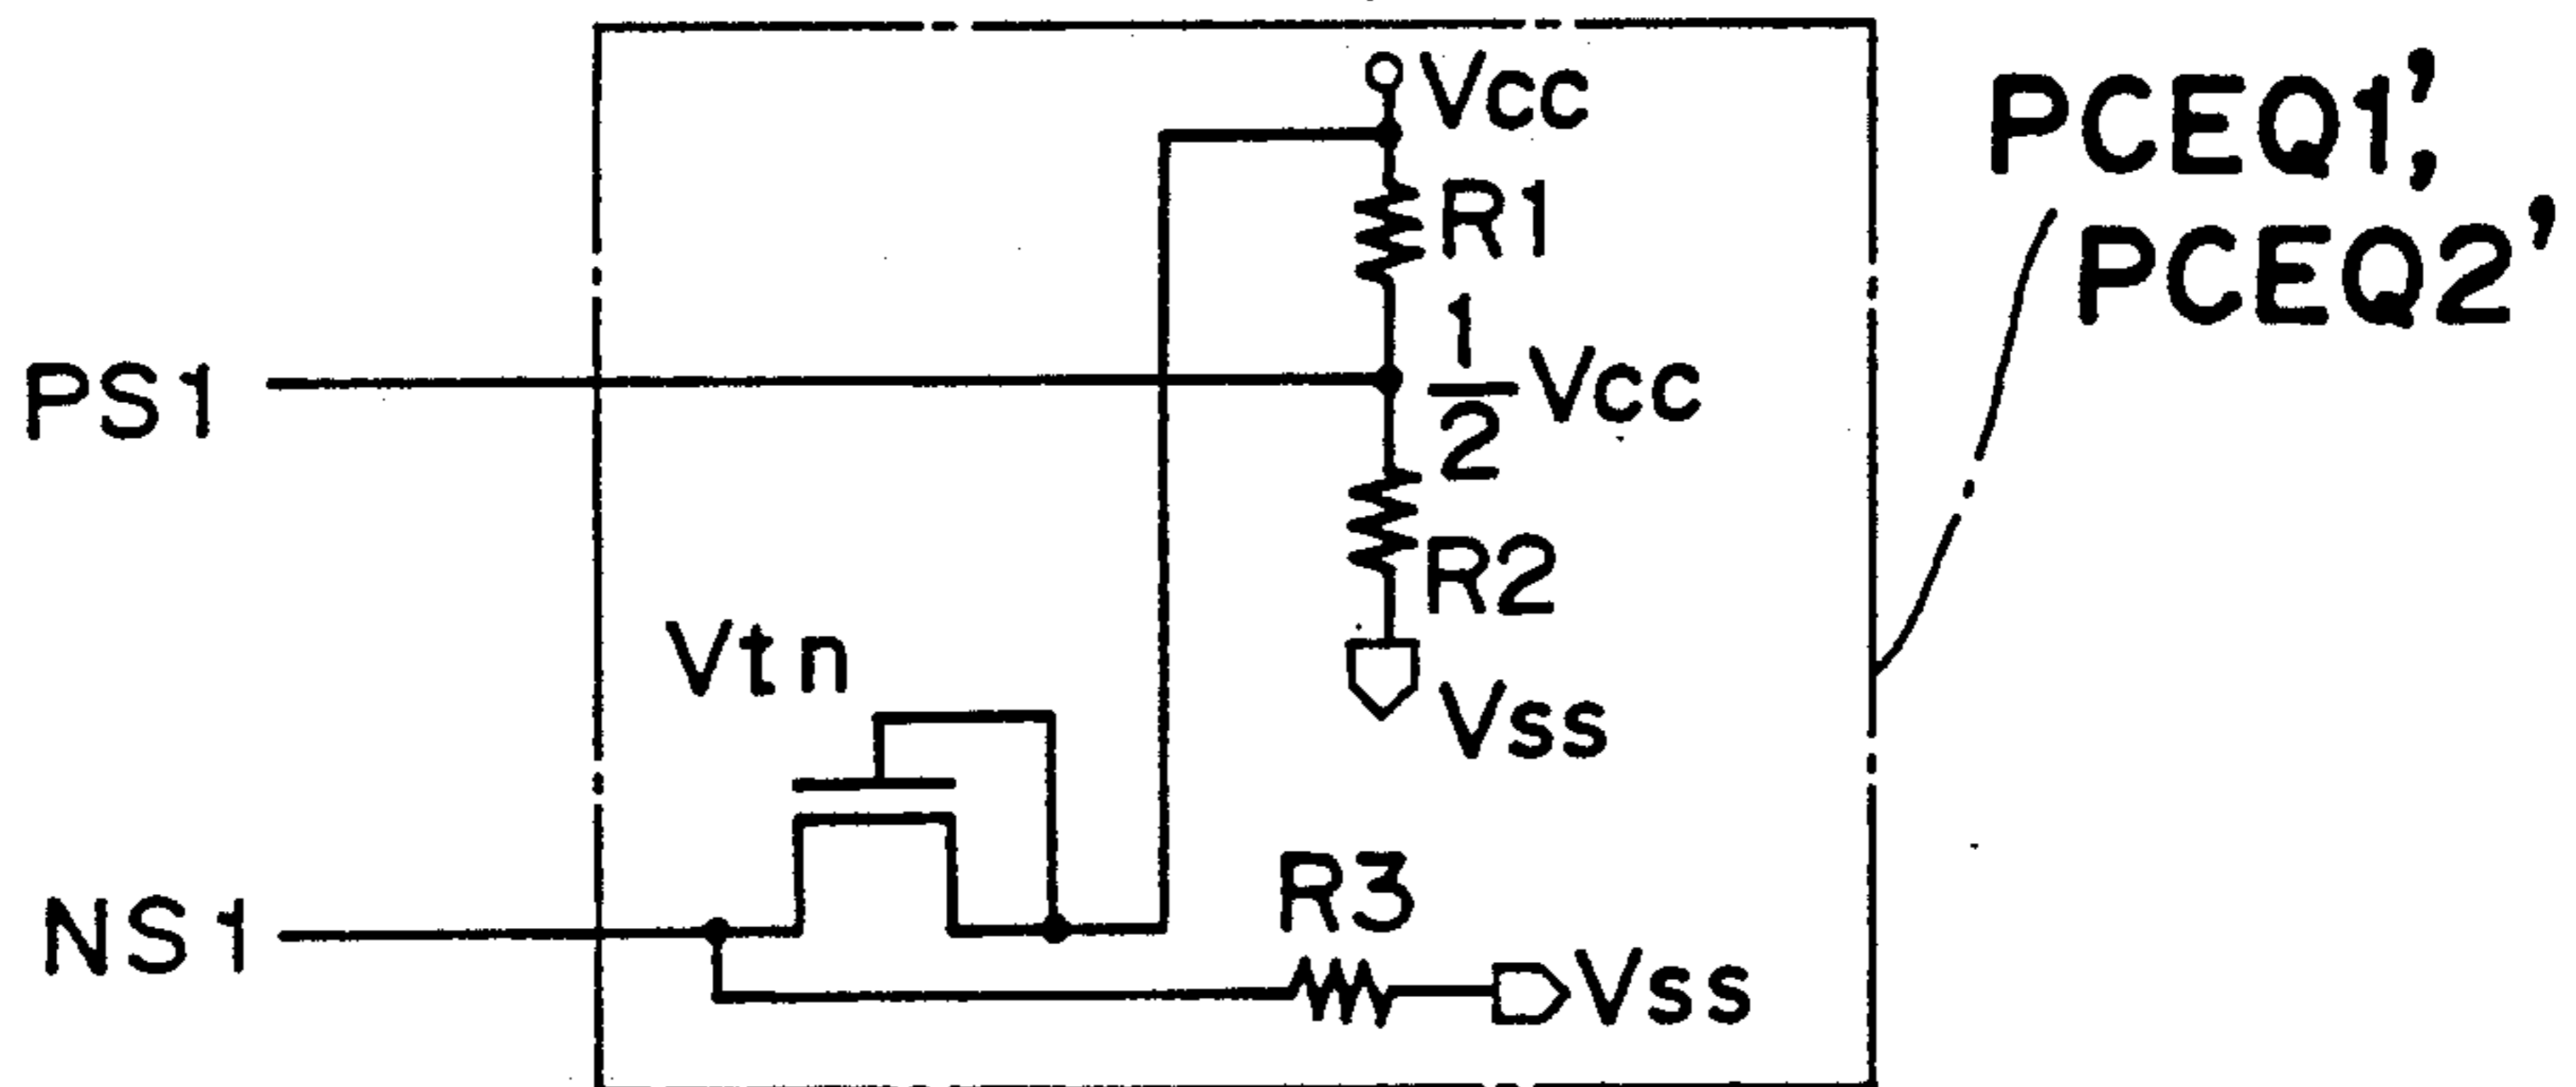 Vcc
PCEQ1',
PCEQ2'
R1
PS1
1/2 Vcc
R2
Vtn
Vss
R3
NS1
Vss